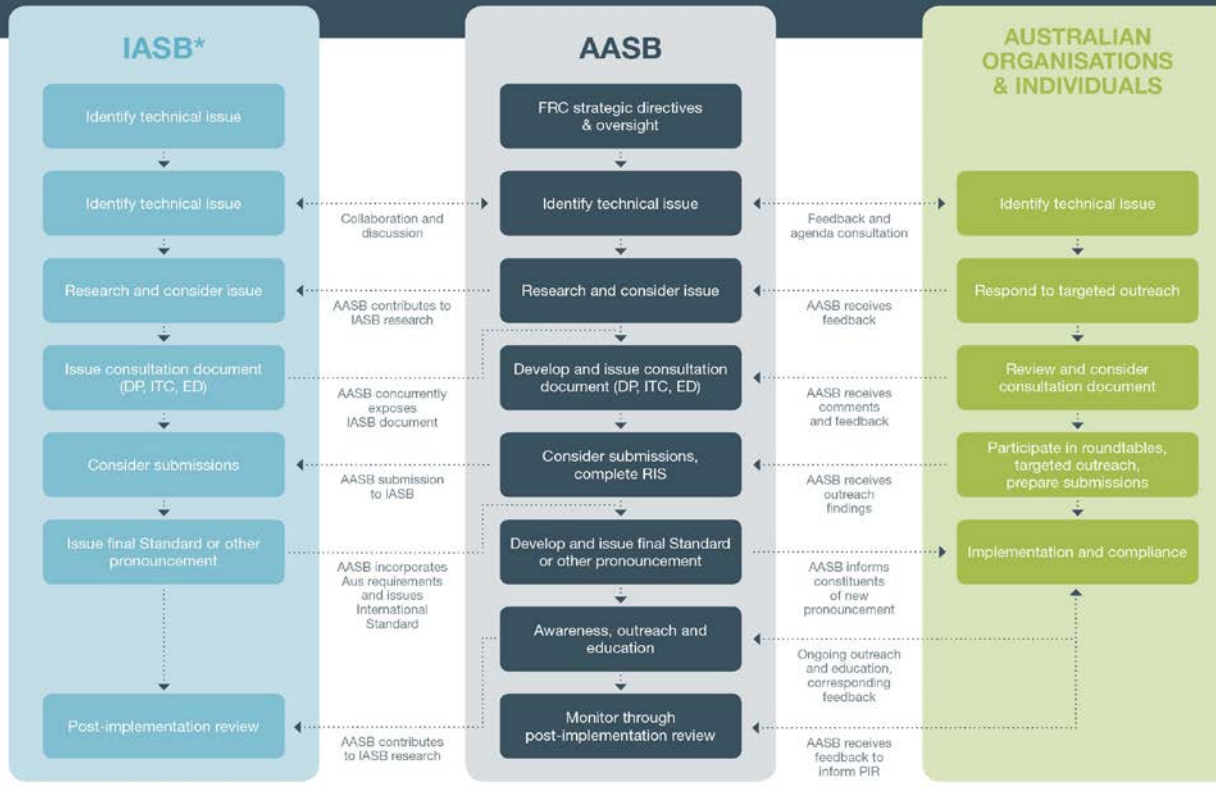 IASB*
Identify technical issue
Identify technical issue
Research and consider issue
Issue consultation document
(DP, ITC, ED)
Consider submissions
Issue final Standard or other
pronouncement
Post-implementation review
Collaboration and
discussion
AASB contributes to
IASB research
AASB concurrently
exposes
IASB document
AASB submission
to IASB
AASB incorporates
Aus requirements
and issues
International
Standard
AASB contributes
to IASB research
AASB
FRC strategic directives
& oversight
Identify technical issue
Research and consider issue
Develop and issue consultation
document (DP, ITC, ED)
Consider submissions,
complete RIS
Develop and issue final Standard
or other pronouncement
Awareness, outreach and
education
Monitor through
post-implementation review
Feedback and
agenda consultation
AASB receives
feedback
AASB receives
comments
and feedback
AASB receives
outreach
findings
AASB informs
constituents
of new
pronouncement
Ongoing outreach
and education,
corresponding
feedback
AASB receives
feedback to
inform PIR
AUSTRALIAN
ORGANISATIONS
& INDIVIDUALS
Identify technical issue
Respond to targeted outreach
Review and consider
consultation document
Participate in roundtables,
targeted outreach,
prepare submissions
Implementation and compliance